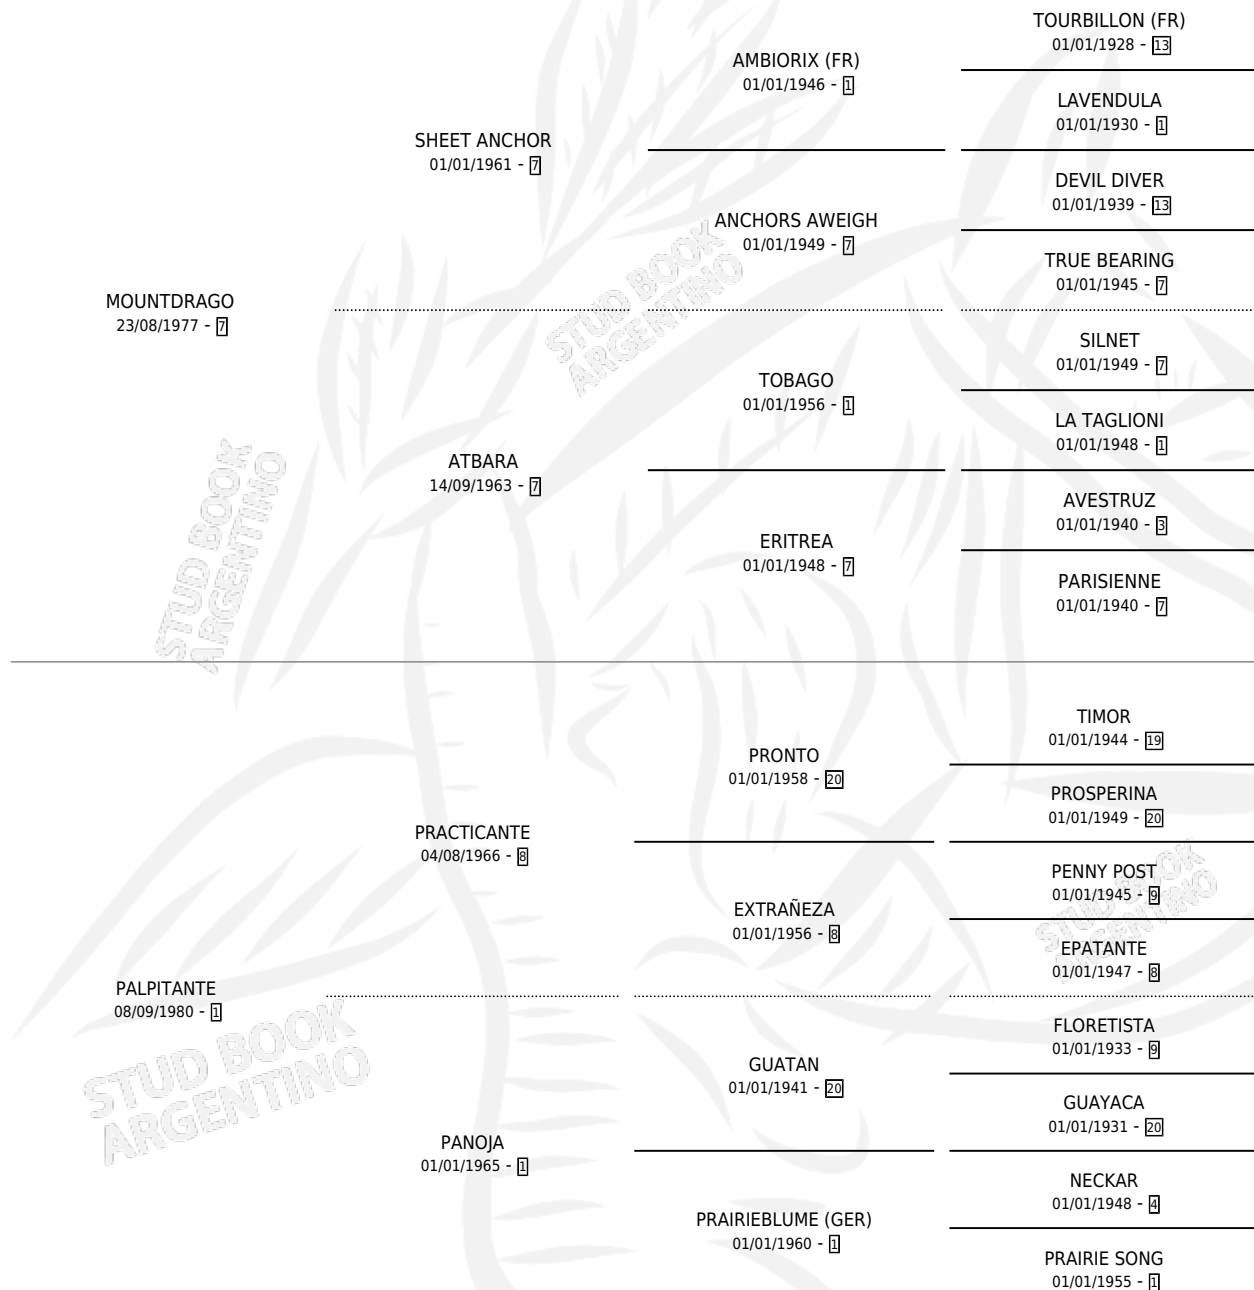 TOURBILLON (FR)
01/01/1928 - 13
AMBIORIX (FR)
01/01/1946 - 1
LAVENDULA
01/01/1930 - 1
SHEET ANCHOR
01/01/1961 - 7
DEVIL DIVER
01/01/1939 - 13
ANCHORS AWEIGH
01/01/1949 - 7
TRUE BEARING
01/01/1945 - 7
MOUNTDRAGO
23/08/1977 - 7
SILNET
01/01/1949 - 7
TOBAGO
01/01/1956 - 1
LA TAGLIONI
01/01/1948 - 1
ATBARA
14/09/1963 - 7
AVESTRUZ
01/01/1940 - 3
ERITREA
01/01/1948 - 7
PARISIENNE
01/01/1940 - 7
TIMOR
01/01/1944 - 19
PRONTO
01/01/1958 - 20
PROSPERINA
01/01/1949 - 20
PRACTICANTE
04/08/1966 - 8
PENNY POST
01/01/1945 - 9
EXTRAÑEZA
01/01/1956 - 8
EPATANTE
01/01/1947 - 8
PALPITANTE
08/09/1980 - 1
FLORETISTA
01/01/1933 - 9
GUATAN
01/01/1941 - 20
GUAYACA
01/01/1931 - 20
PANOJA
01/01/1965 - 1
NECKAR
01/01/1948 - 4
PRAIRIEBLUME (GER)
01/01/1960 - 1
PRAIRIE SONG
01/01/1955 - 1
STUD BOOK
ARGENTINO
STUD BOOK
ARGENTINO
STUD BOOK
ARGENTINO
STUD BOOK
ARGENTINO